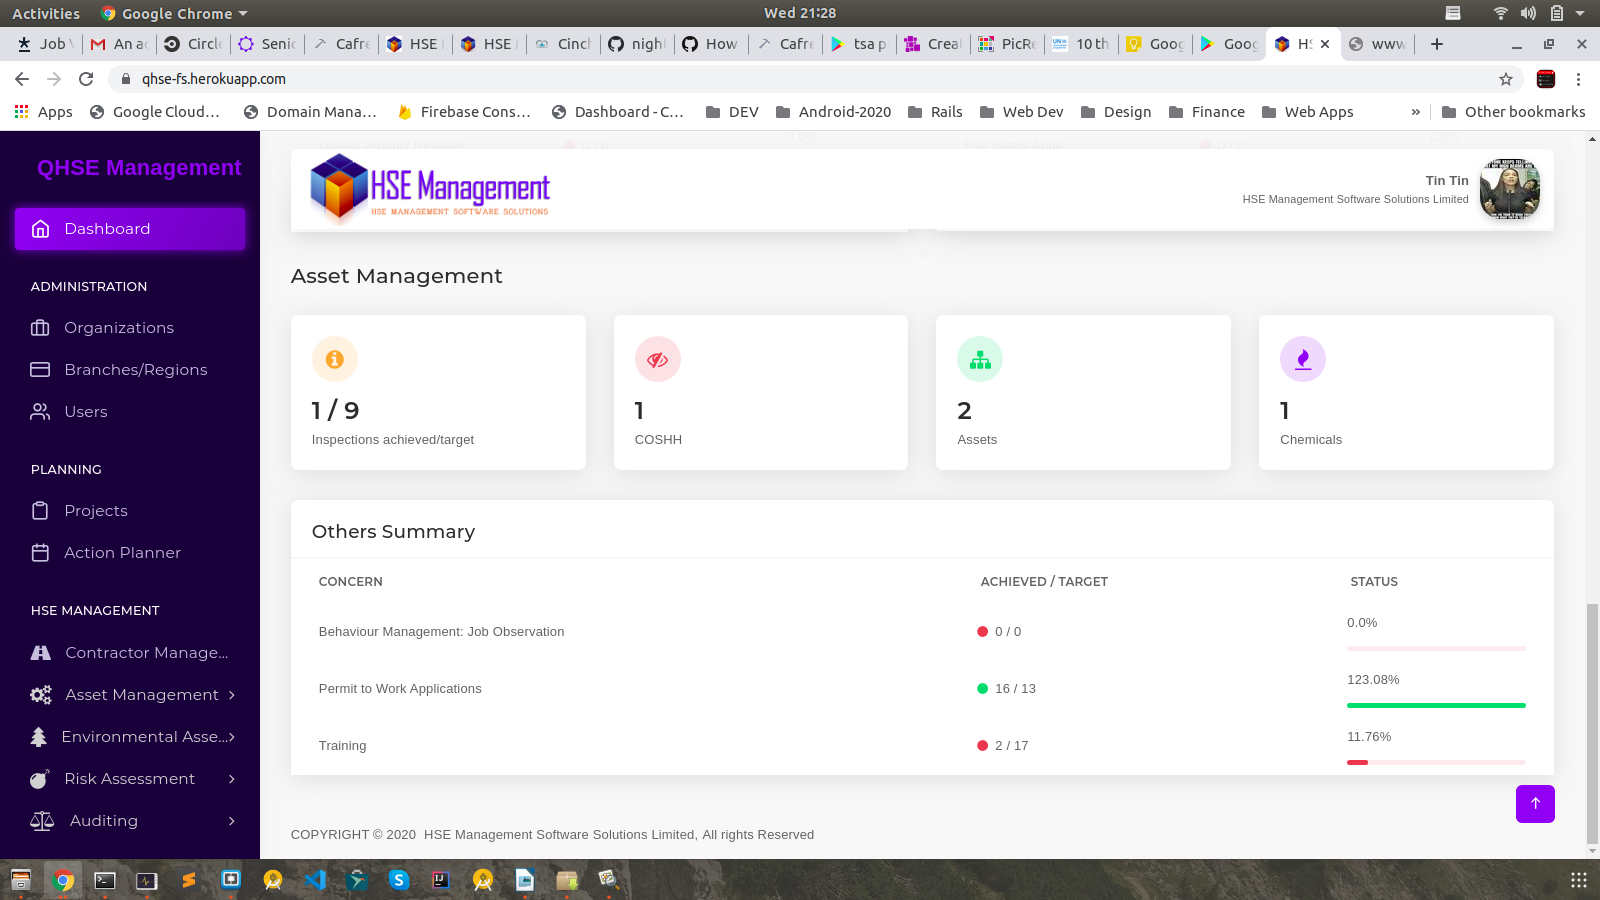 Activities
Google Chrome
Wed 21:28
Job
An ac
Circle
Senio
Cafre
HSE
HSE
Cinch
night
How
Cafre
tsa p
Creat
PicRe
10 th
Goog
Goog
HS
www
qhse-fs.herokuapp.com
Apps
Google Cloud...
Domain Mana...
Firebase Cons...
Dashboard - C...
DEV
Android-2020
Rails
Web Dev
Design
Finance
Web Apps
»
Other bookmarks
QHSE Management
Dashboard
ADMINISTRATION
Organizations
Branches/Regions
Users
PLANNING
Projects
Action Planner
HSE MANAGEMENT
Contractor Manage...
Asset Management
Environmental Asse...
Risk Assessment
Auditing
HSE Management
HSE MANAGEMENT SOFTWARE SOLUTIONS
Tin Tin
HSE Management Software Solutions Limited
Asset Management
1 / 9
Inspections achieved/target
1
COSHH
2
Assets
1
Chemicals
Others Summary
CONCERN ACHIEVED / TARGET STATUS
Behaviour Management: Job Observation 0 / 0 0.0%
Permit to Work Applications 16 / 13 123.08%
Training 2 / 17 11.76%
COPYRIGHT © 2020 HSE Management Software Solutions Limited, All rights Reserved